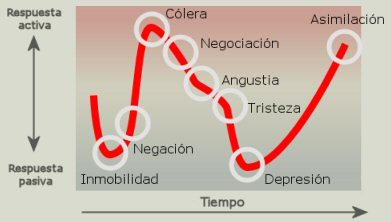 Respuesta
activa
Cólera
Asimilación
Negociación
Angustia
Tristeza
Negación
Respuesta
pasiva
Inmobilidad
Depresión
Tiempo